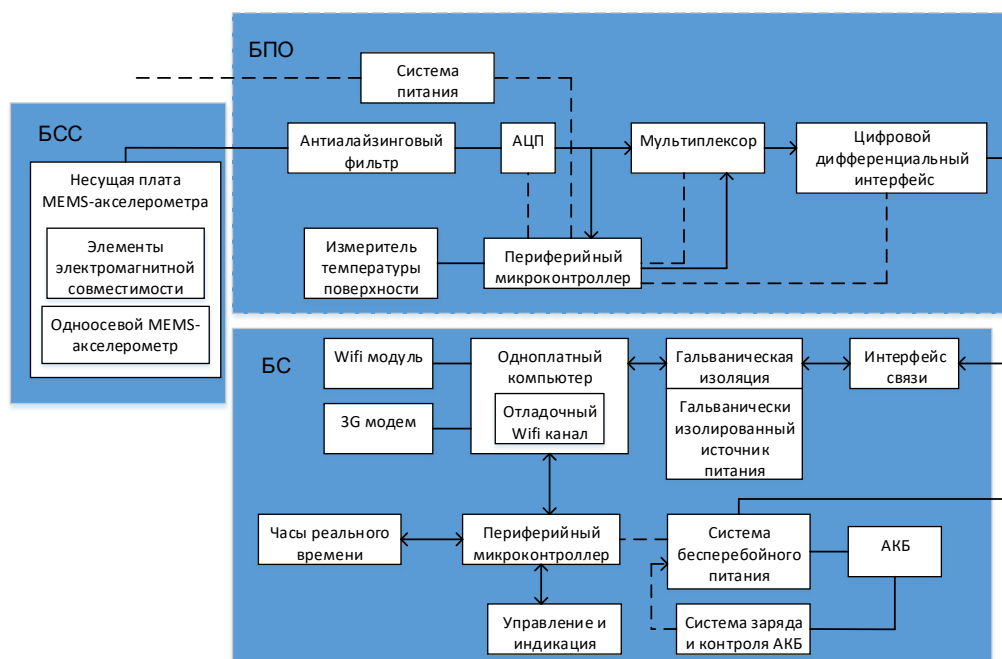 БПО
Система
питания
БСС
Антиалайзинговый
фильтр
АЦП
Мультиплексор
Цифровой
дифференциальный
интерфейс
Несущая плата
MEMS-акселерометра
Элементы
электромагнитной
совместимости
Одноосевой MEMS-
акселерометр
Измеритель
температуры
поверхности
Периферийный
микроконтроллер
БС
Wifi модуль
Одноплатный
компьютер
Гальваническая
изоляция
Интерфейс
связи
3G модем
Отладочный
Wifi канал
Гальванически
изолированный
источник
питания
Часы реального
времени
Периферийный
микроконтроллер
Система
бесперебойного
питания
АКБ
Управление и
индикация
Система заряда
и контроля АКБ